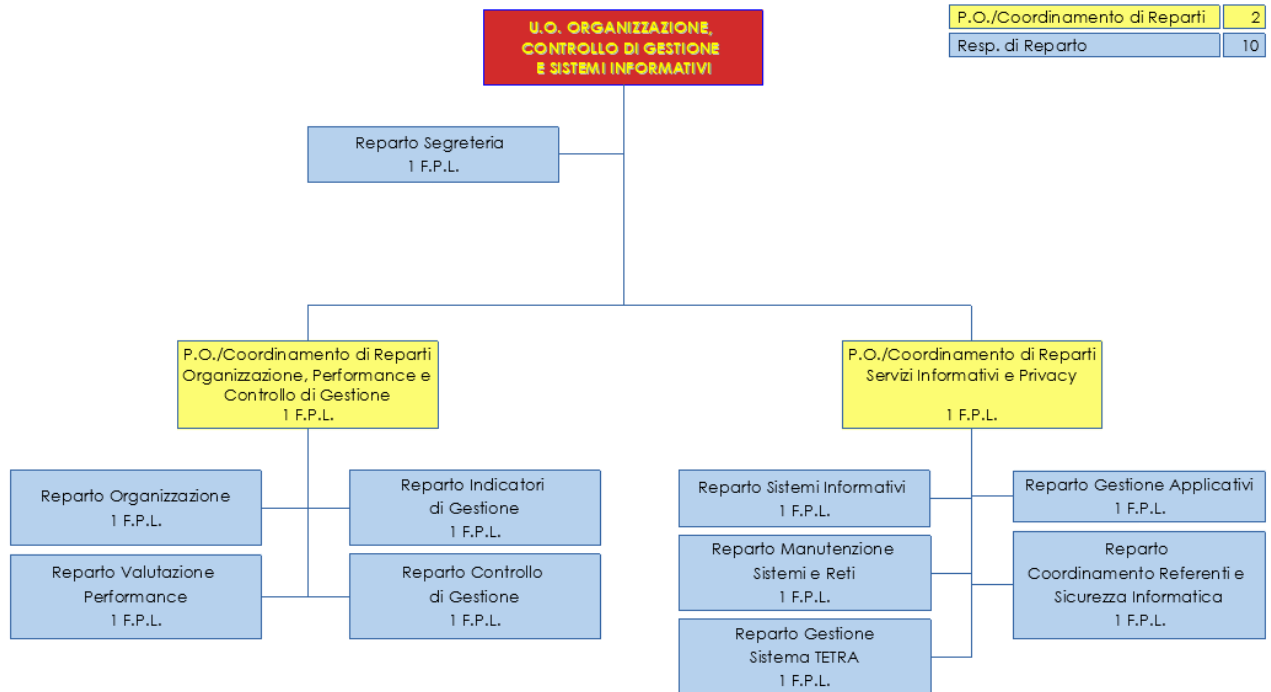 U.O. ORGANIZZAZIONE,
CONTROLLO DI GESTIONE
E SISTEMI INFORMATIVI
P.O./Coordinamento di Reparti 2
Resp. di Reparto 10
Reparto Segreteria
1 F.P.L.
P.O./Coordinamento di Reparti
Organizzazione, Performance e
Controllo di Gestione
1 F.P.L.
P.O./Coordinamento di Reparti
Servizi Informativi e Privacy
1 F.P.L.
Reparto Organizzazione
1 F.P.L.
Reparto Indicatori
di Gestione
1 F.P.L.
Reparto Valutazione
Performance
1 F.P.L.
Reparto Controllo
di Gestione
1 F.P.L.
Reparto Sistemi Informativi
1 F.P.L.
Reparto Gestione Applicativi
1 F.P.L.
Reparto Manutenzione
Sistemi e Reti
1 F.P.L.
Reparto
Coordinamento Referenti e
Sicurezza Informatica
1 F.P.L.
Reparto Gestione
Sistema TETRA
1 F.P.L.